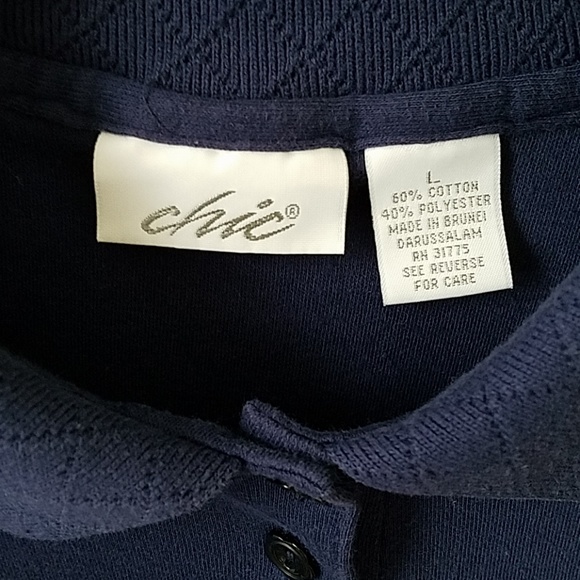 chic®
L
60% COTTON
40% POLYESTER
MADE IN BRUNEI
DARUSSALAM
RN 31775
SEE REVERSE
FOR CARE